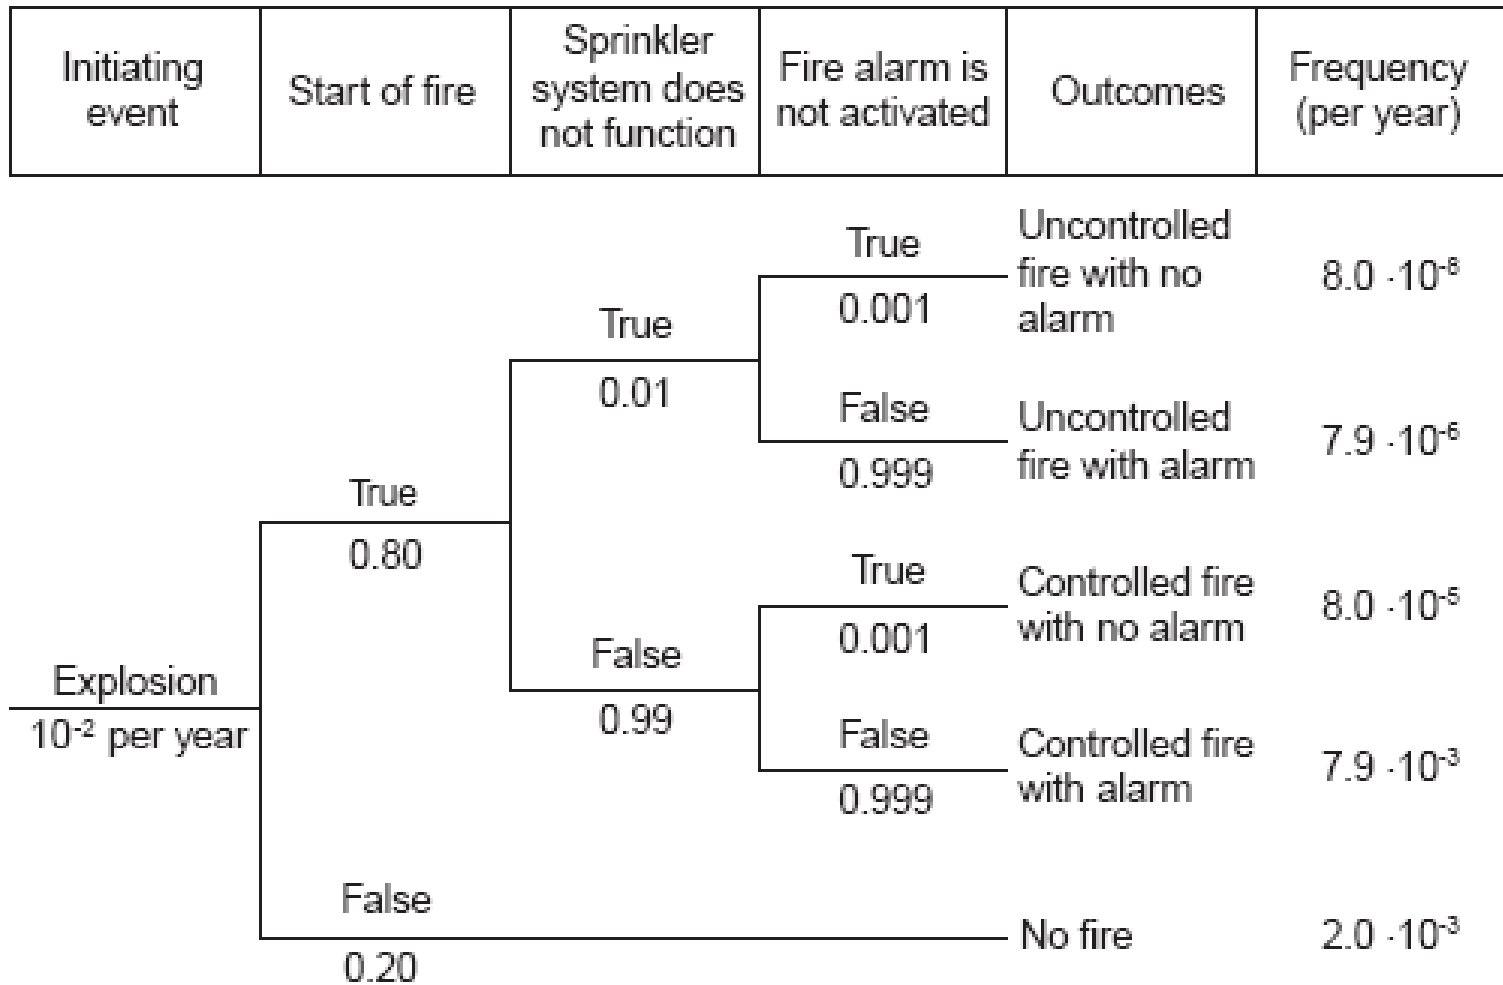 Initiating
event
Start of fire
Sprinkler
system does
not function
Fire alarm is
not activated
Outcomes
Frequency
(per year)
True
0.001
Uncontrolled
fire with no
alarm
8.0 ·10⁻⁸
True
0.01
False
0.999
Uncontrolled
fire with alarm
7.9 ·10⁻⁶
True
0.80
True
0.001
Controlled fire
with no alarm
8.0 ·10⁻⁵
False
0.99
Explosion
10⁻² per year
False
0.999
Controlled fire
with alarm
7.9 ·10⁻³
False
0.20
No fire
2.0 ·10⁻³